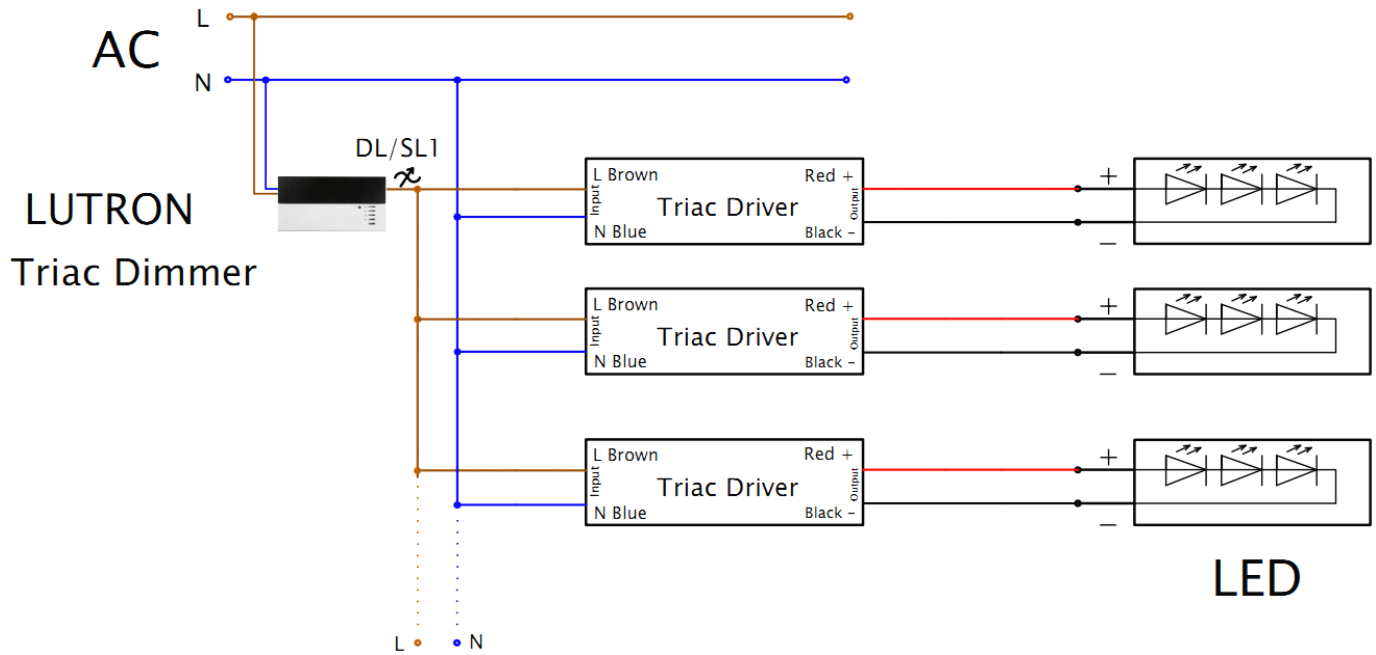 L
AC
N
DL/SL1
LUTRON
Triac Dimmer
L Brown
Red +
Input
Triac Driver
Output
N Blue
Black -
+
–
L Brown
Red +
Input
Triac Driver
Output
N Blue
Black -
+
–
L Brown
Red +
Input
Triac Driver
Output
N Blue
Black -
+
–
LED
L
N